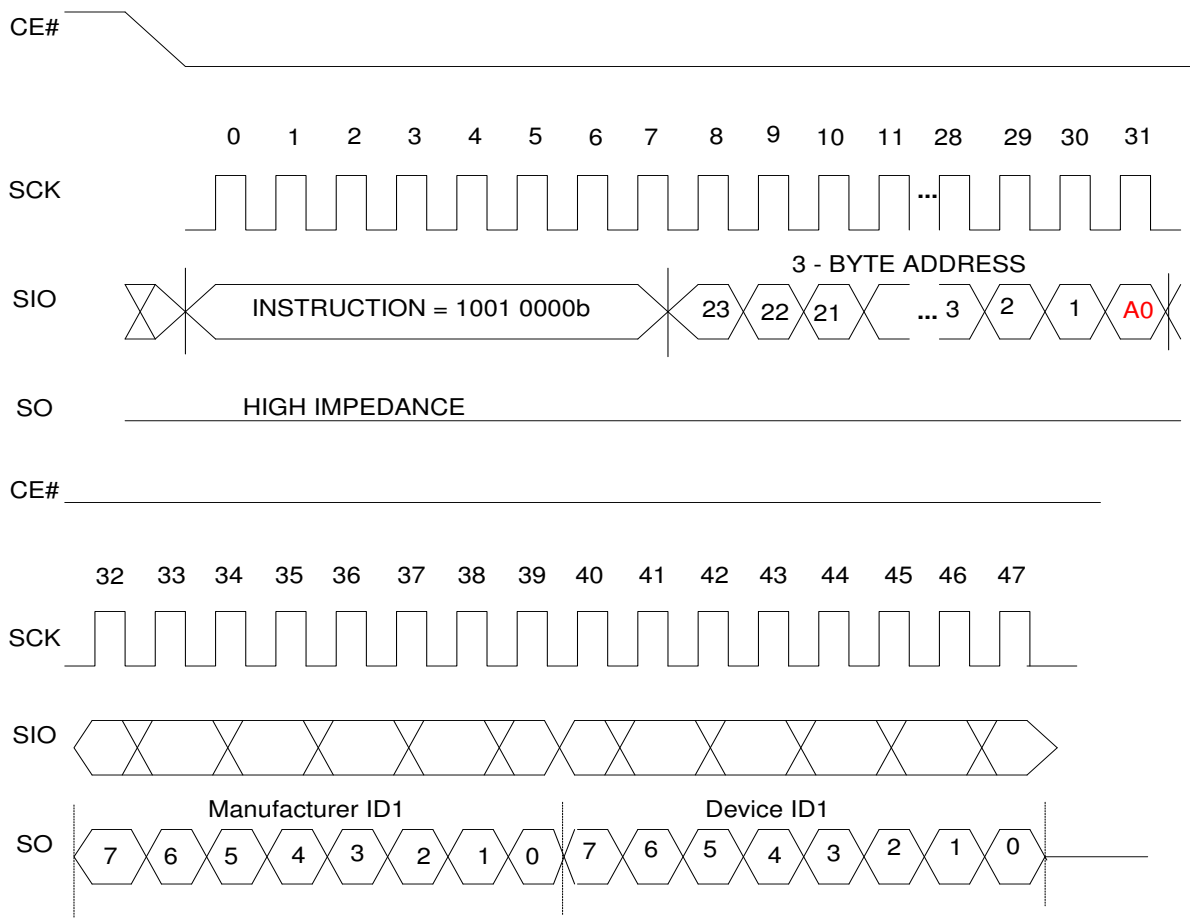 CE#
0 1 2 3 4 5 6 7 8 9 10 11 28 29 30 31
SCK ...
3 - BYTE ADDRESS
SIO INSTRUCTION = 1001 0000b 23 22 21 ... 3 2 1 A0
SO HIGH IMPEDANCE
CE#
32 33 34 35 36 37 38 39 40 41 42 43 44 45 46 47
SCK
SIO
Manufacturer ID1 Device ID1
SO 7 6 5 4 3 2 1 0 7 6 5 4 3 2 1 0